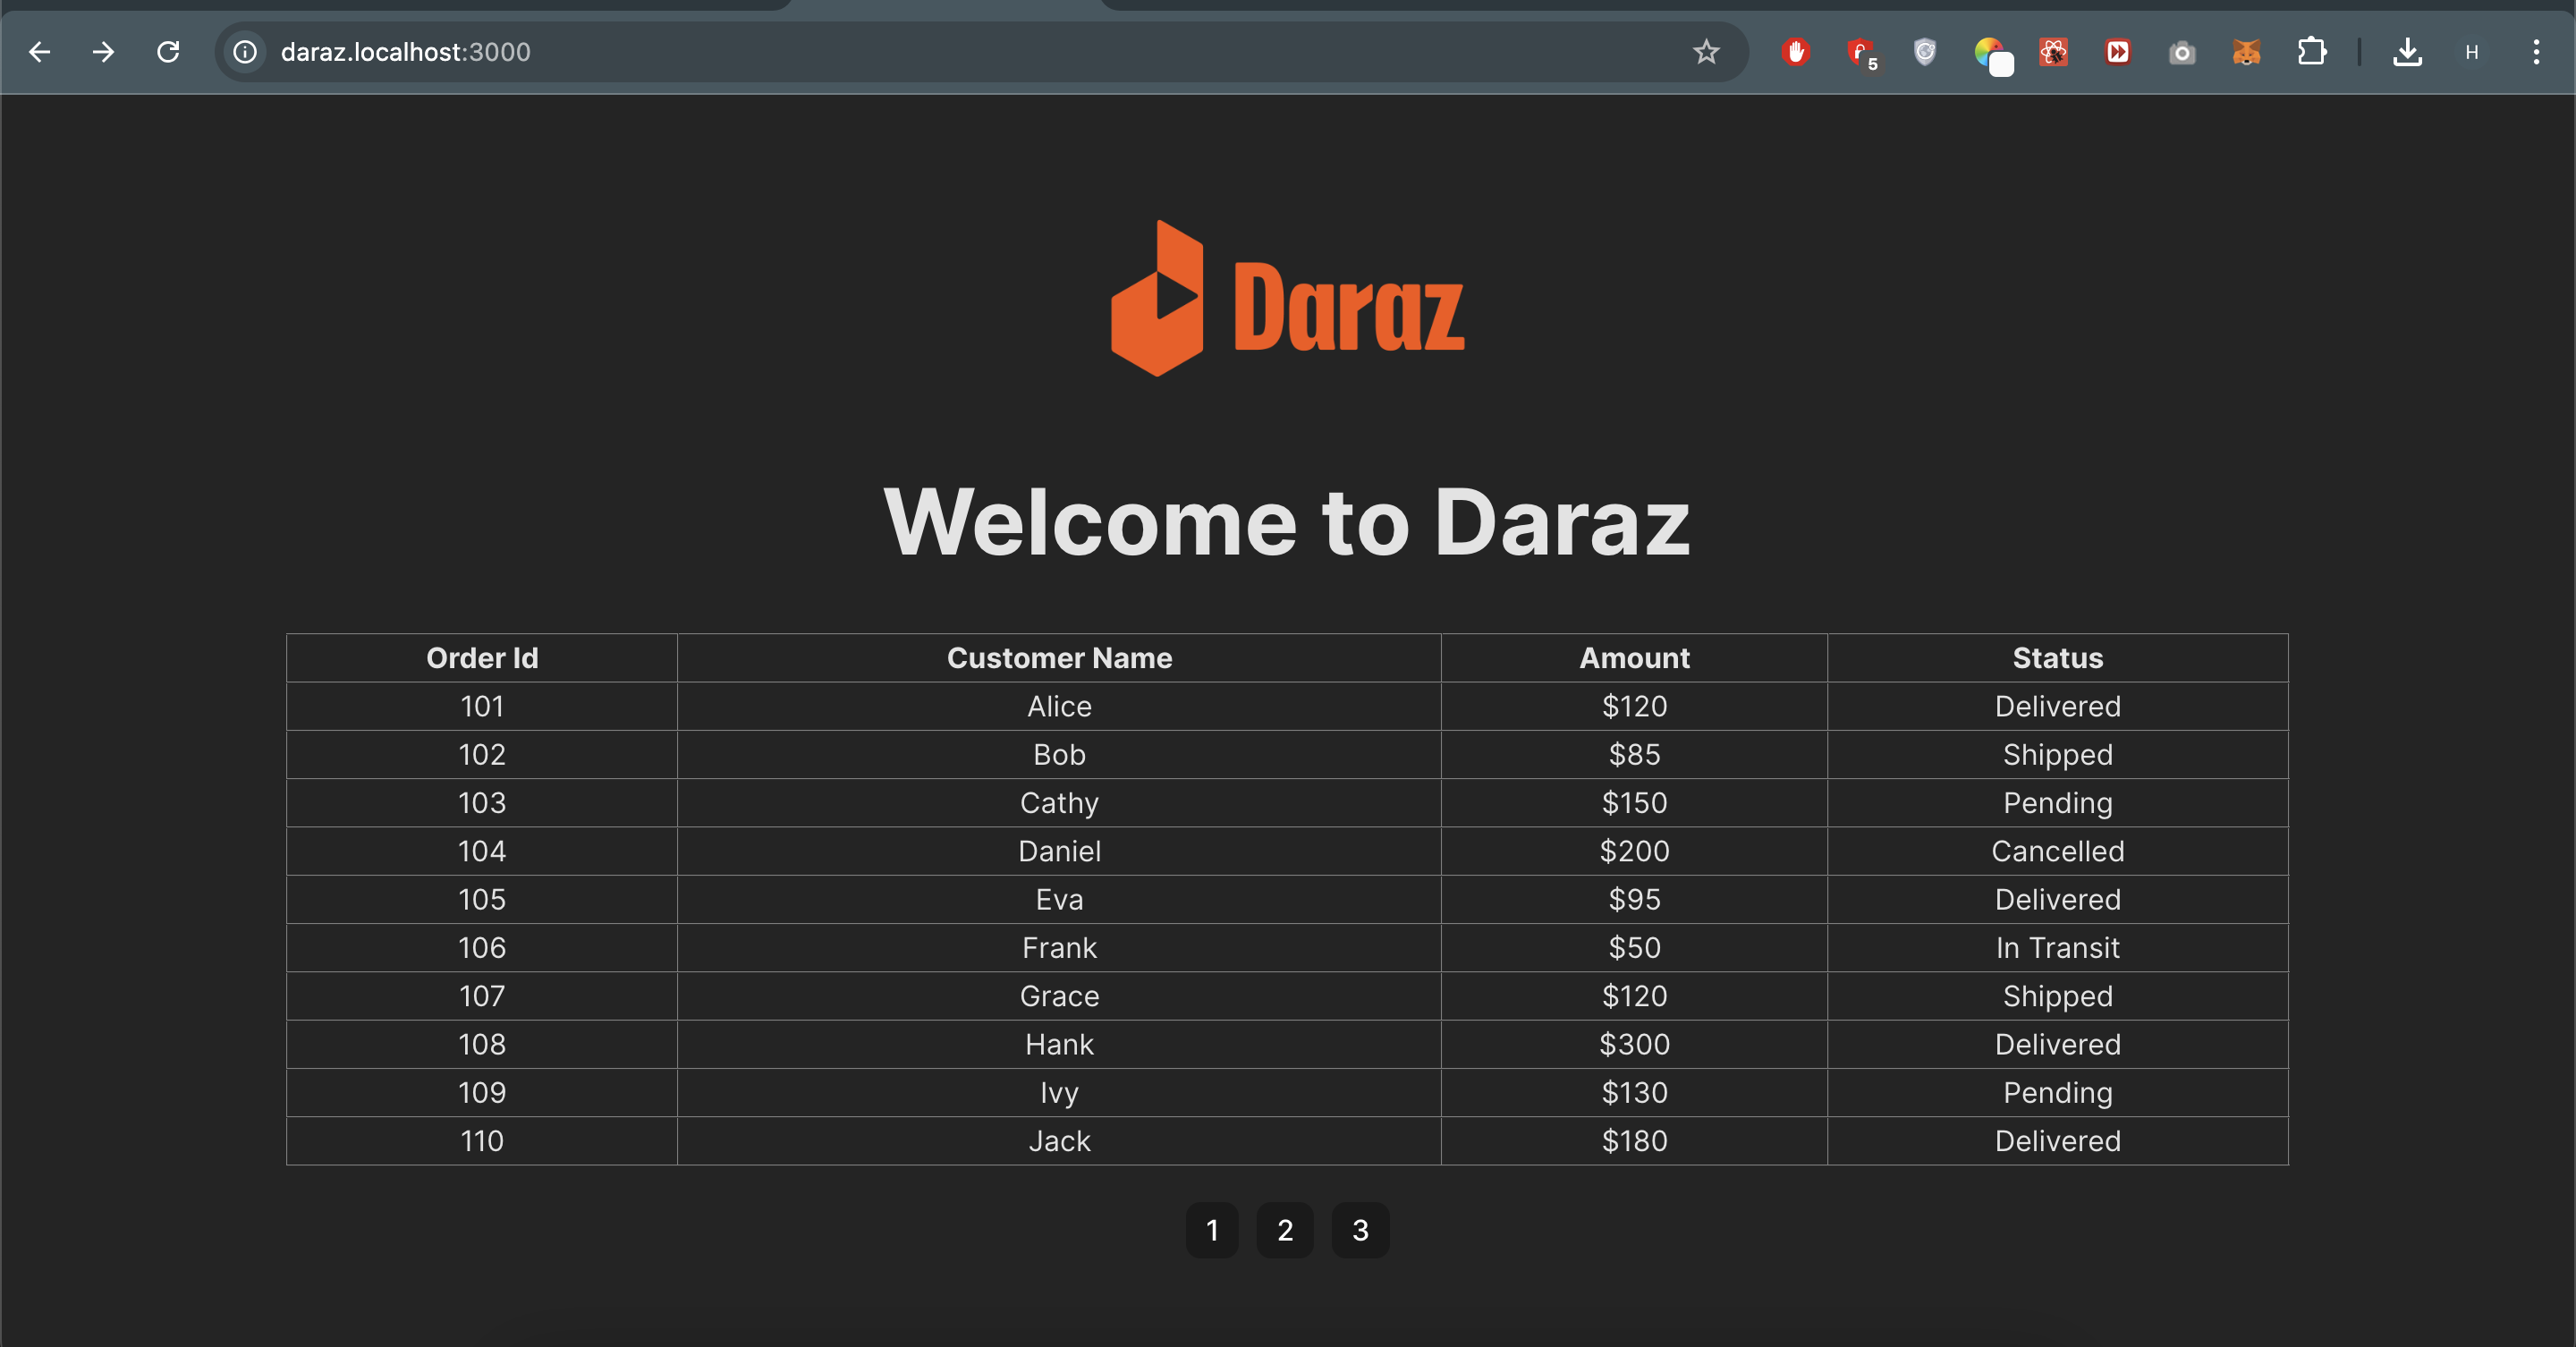 daraz.localhost:3000
5
H
Daraz
Welcome to Daraz
Order Id Customer Name Amount Status
101 Alice $120 Delivered
102 Bob $85 Shipped
103 Cathy $150 Pending
104 Daniel $200 Cancelled
105 Eva $95 Delivered
106 Frank $50 In Transit
107 Grace $120 Shipped
108 Hank $300 Delivered
109 Ivy $130 Pending
110 Jack $180 Delivered
1 2 3